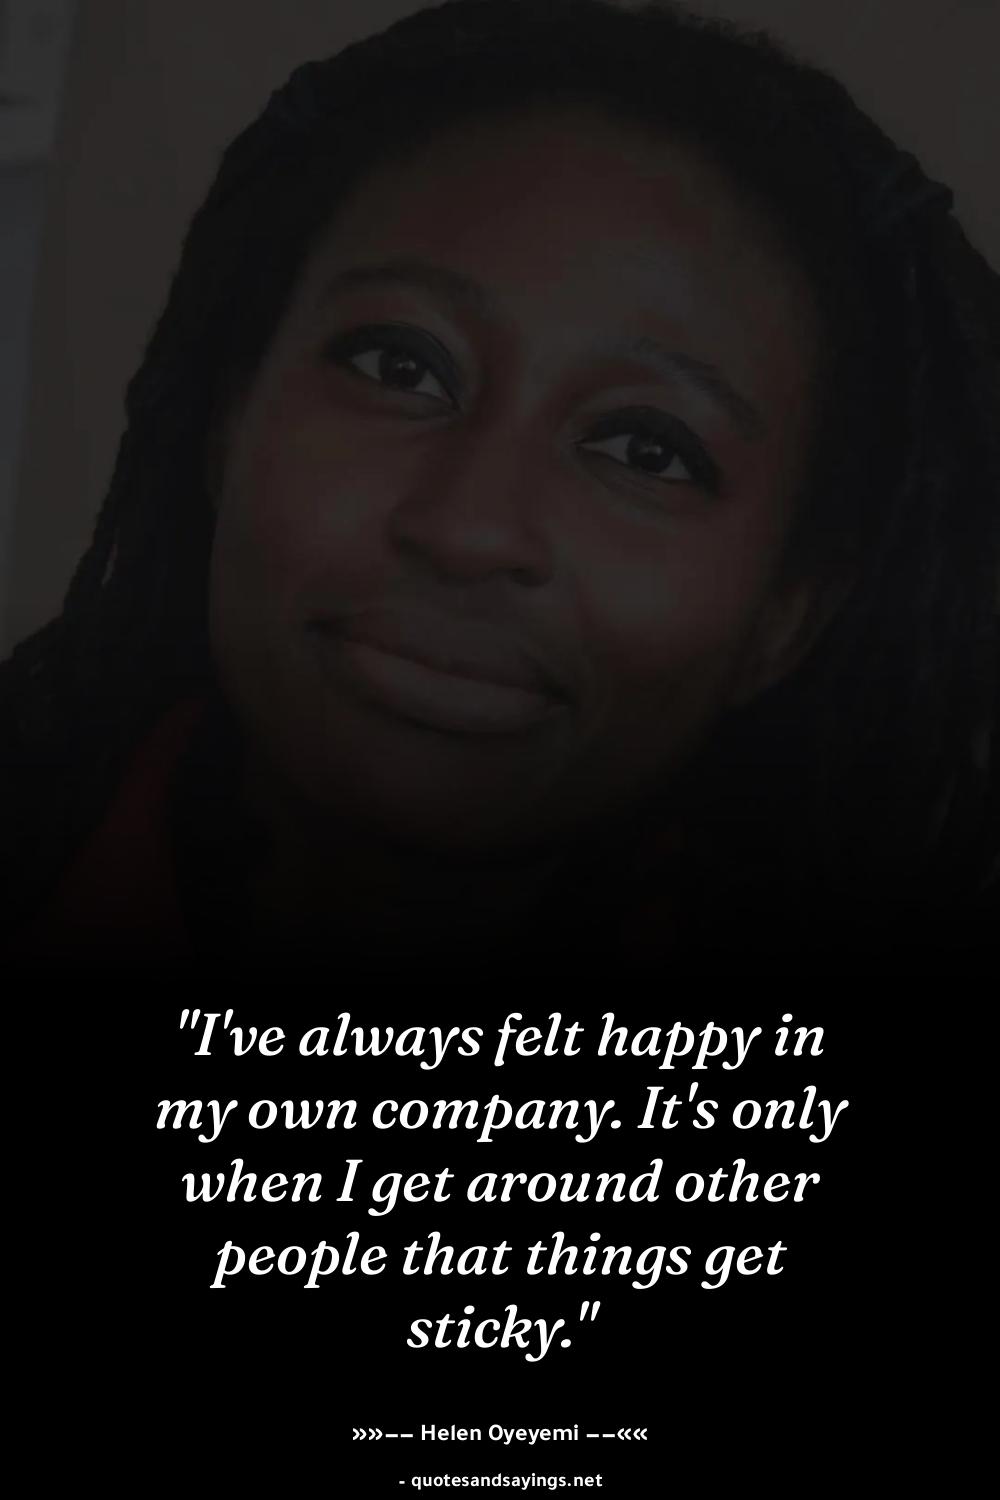 "I've always felt happy in
my own company. It's only
when I get around other
people that things get
sticky."
»»–– Helen Oyeyemi ––««
- quotesandsayings.net